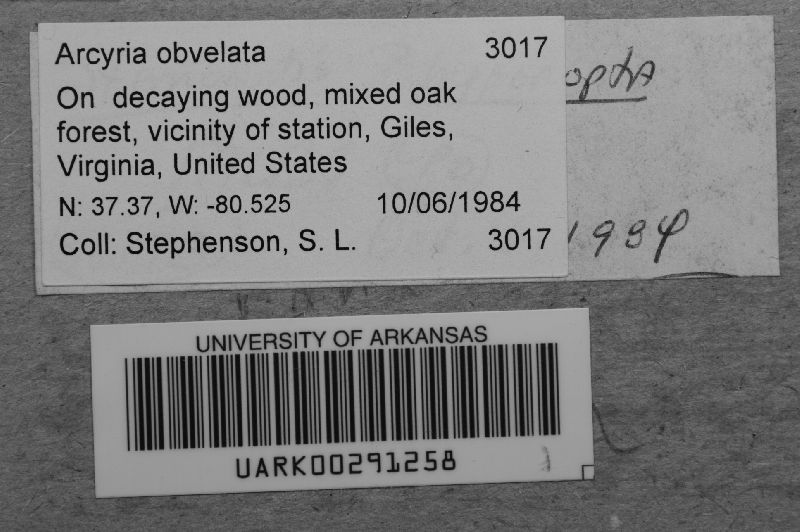 Arcyria obvelata 3017
On decaying wood, mixed oak
forest, vicinity of station, Giles,
Virginia, United States
N: 37.37, W: -80.525 10/06/1984
Coll: Stephenson, S. L. 3017
1984
UNIVERSITY OF ARKANSAS
UARK00291258